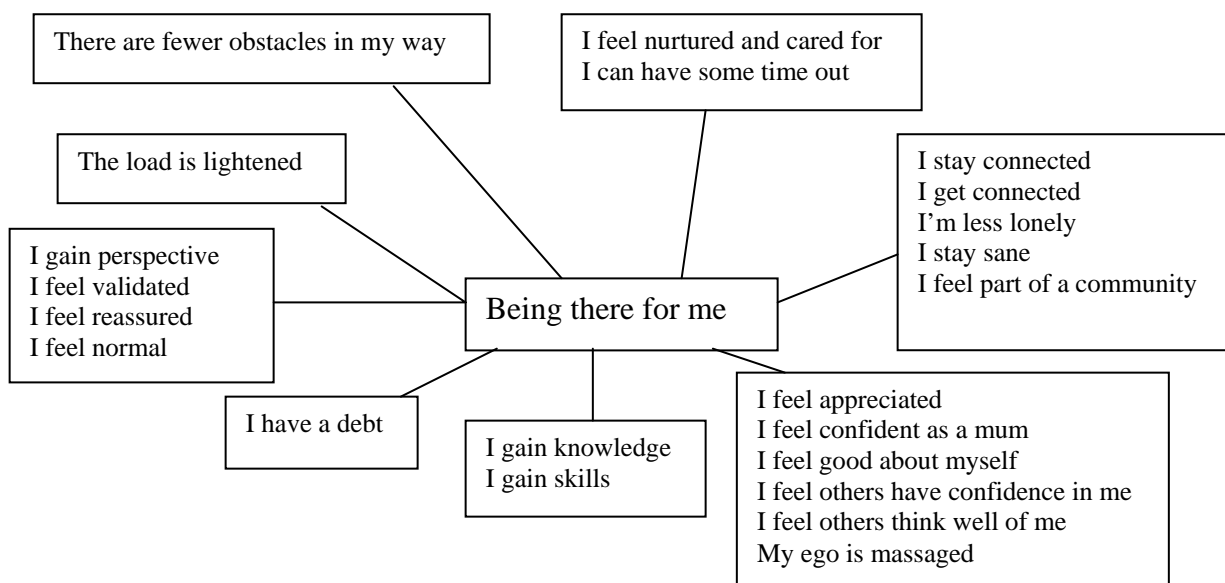 There are fewer obstacles in my way
I feel nurtured and cared for
I can have some time out
The load is lightened
I stay connected
I get connected
I'm less lonely
I stay sane
I feel part of a community
I gain perspective
I feel validated
I feel reassured
I feel normal
Being there for me
I have a debt
I gain knowledge
I gain skills
I feel appreciated
I feel confident as a mum
I feel good about myself
I feel others have confidence in me
I feel others think well of me
My ego is massaged